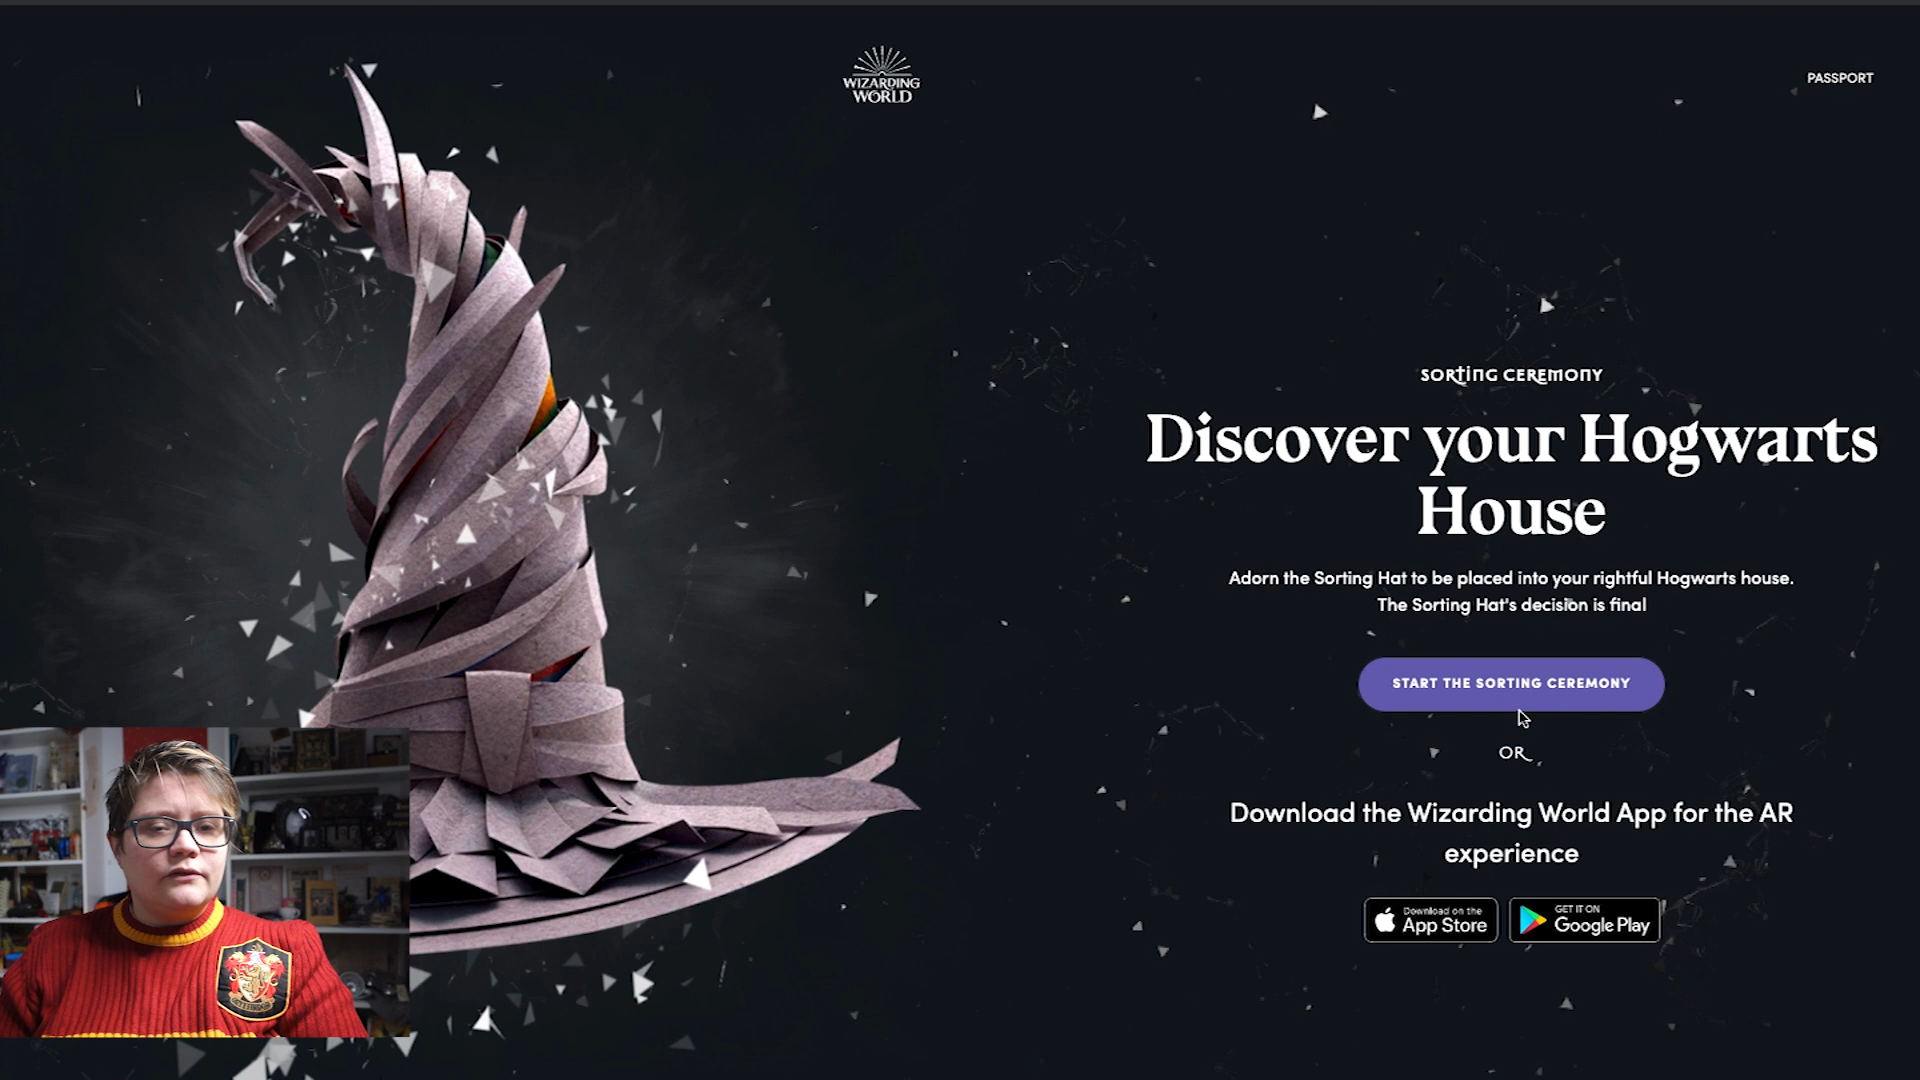 WIZARDING
WORLD
PASSPORT
SORTING CEREMONY
Discover your Hogwarts
House
Adorn the Sorting Hat to be placed into your rightful Hogwarts house.
The Sorting Hat's decision is final
START THE SORTING CEREMONY
OR
Download the Wizarding World App for the AR
experience
Download on the
App Store
GET IT ON
Google Play